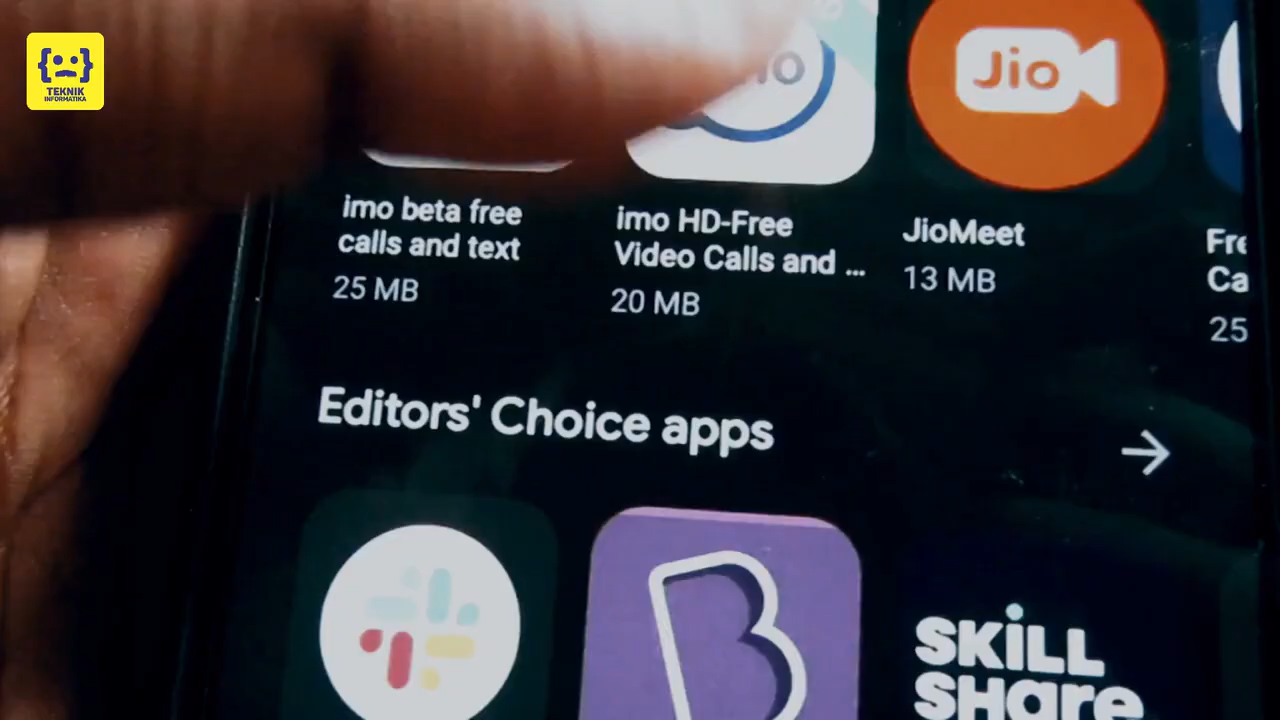 TEKNIK
INFORMATIKA
Jio
imo beta free
calls and text
25 MB
imo HD-Free
Video Calls and ...
20 MB
JioMeet
13 MB
25
Editors' Choice apps
B
SKILL
SHare